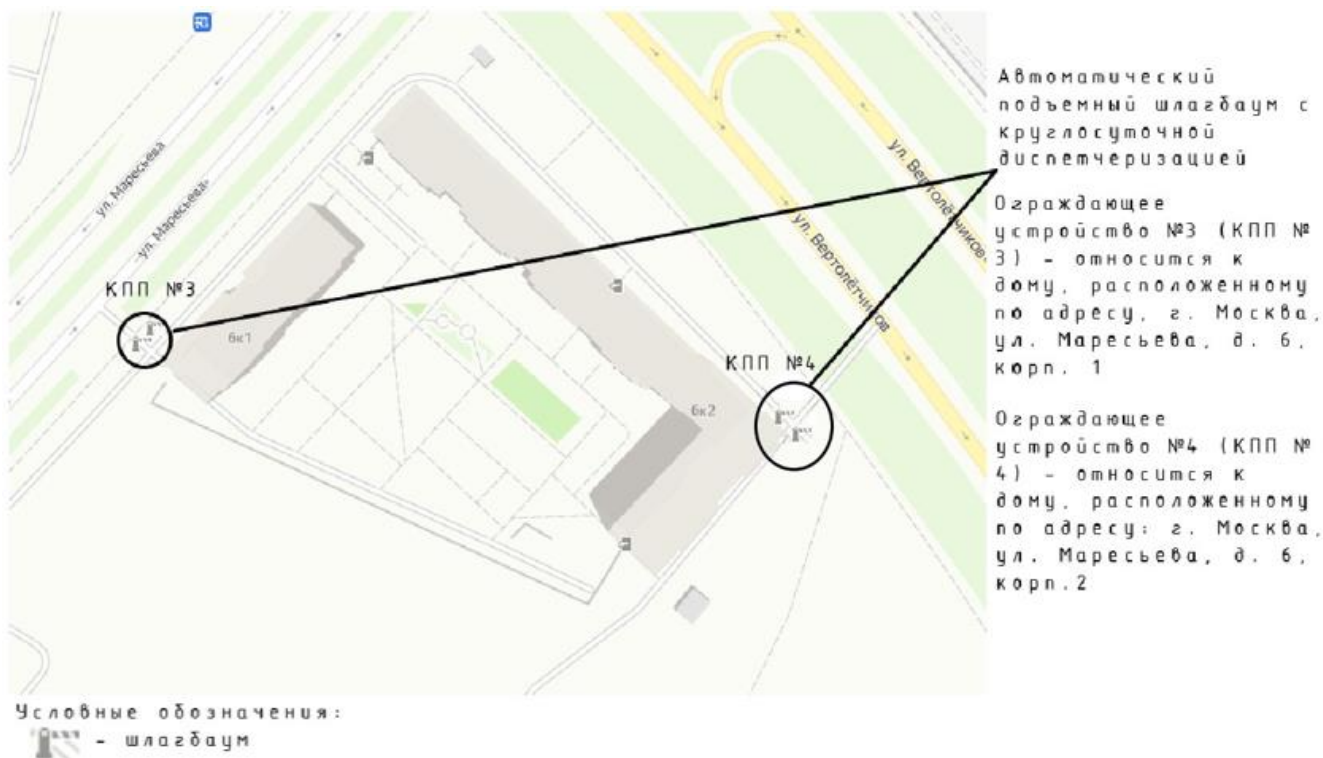 ул. Маресьева
ул. Маресьева
КПП №3
6к1
КПП №4
6к2
ул. Вертолётчиков
ул. Вертолётчиков
Автоматический
подъемный шлагбаум с
круглосуточной
диспетчеризацией
Ограждающее
устройство №3 (КПП №
3) - относится к
дому, расположенному
по адресу, г. Москва,
ул. Маресьева, д. 6,
корп. 1
Ограждающее
устройство №4 (КПП №
4) - относится к
дому, расположенному
по адресу: г. Москва,
ул. Маресьева, д. 6,
корп.2
Условные обозначения:
- шлагбаум